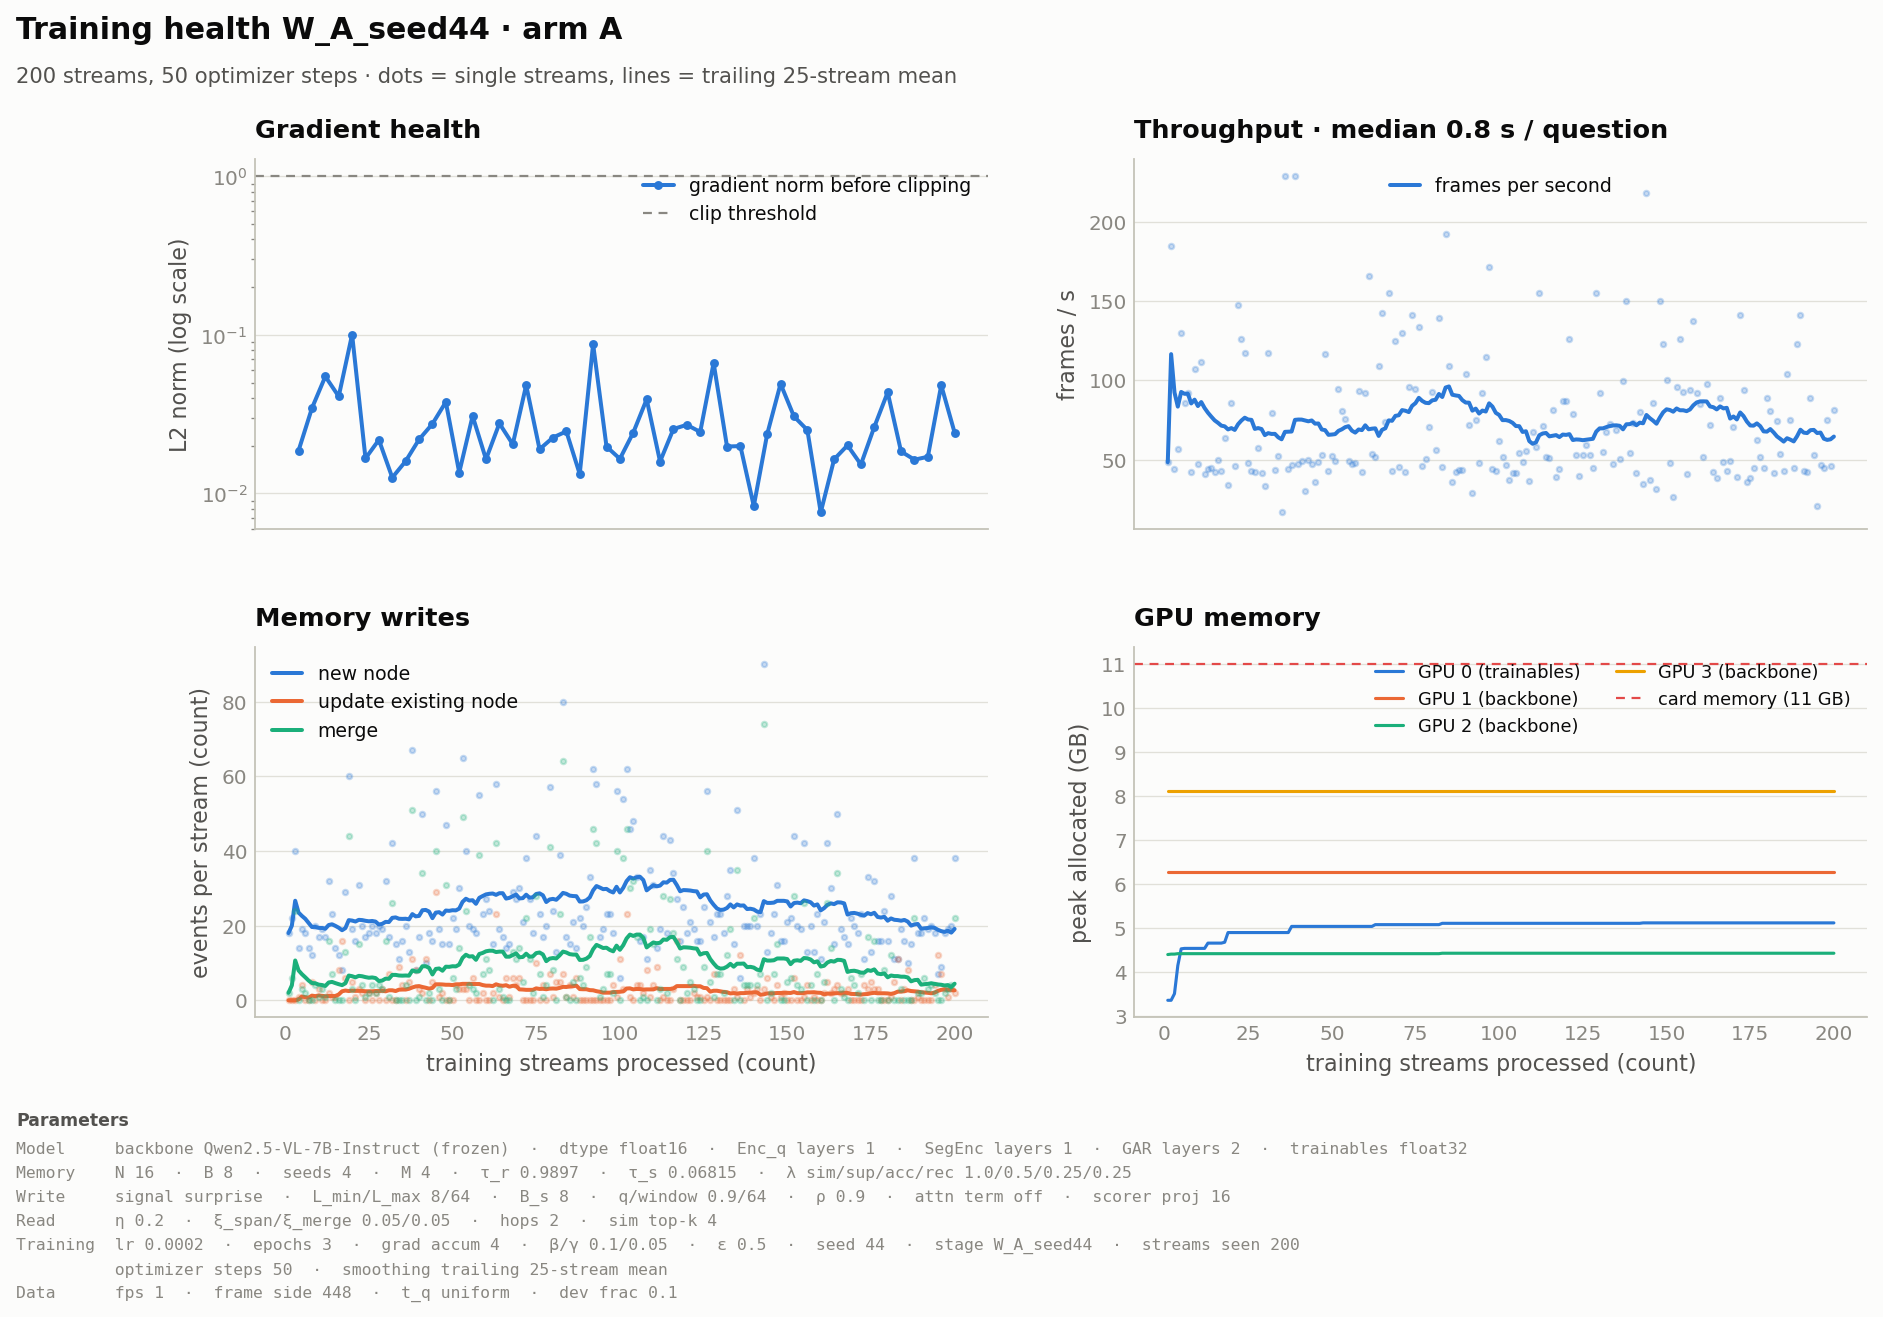 Training health W_A_seed44 · arm A
200 streams, 50 optimizer steps · dots = single streams, lines = trailing 25-stream mean
Gradient health
10⁰
10⁻¹
10⁻²
L2 norm (log scale)
gradient norm before clipping
clip threshold
Throughput · median 0.8 s / question
200
150
100
50
frames / s
frames per second
Memory writes
80
60
40
20
0
events per stream (count)
new node
update existing node
merge
0 25 50 75 100 125 150 175 200
training streams processed (count)
GPU memory
11
10
9
8
7
6
5
4
3
peak allocated (GB)
GPU 0 (trainables)
GPU 1 (backbone)
GPU 2 (backbone)
GPU 3 (backbone)
card memory (11 GB)
0 25 50 75 100 125 150 175 200
training streams processed (count)
Parameters
Model backbone Qwen2.5-VL-7B-Instruct (frozen) · dtype float16 · Enc_q layers 1 · SegEnc layers 1 · GAR layers 2 · trainables float32
Memory N 16 · B 8 · seeds 4 · M 4 · τ_r 0.9897 · τ_s 0.06815 · λ sim/sup/acc/rec 1.0/0.5/0.25/0.25
Write signal surprise · L_min/L_max 8/64 · B_s 8 · q/window 0.9/64 · ρ 0.9 · attn term off · scorer proj 16
Read η 0.2 · ξ_span/ξ_merge 0.05/0.05 · hops 2 · sim top-k 4
Training lr 0.0002 · epochs 3 · grad accum 4 · β/γ 0.1/0.05 · ε 0.5 · seed 44 · stage W_A_seed44 · streams seen 200
optimizer steps 50 · smoothing trailing 25-stream mean
Data fps 1 · frame side 448 · t_q uniform · dev frac 0.1